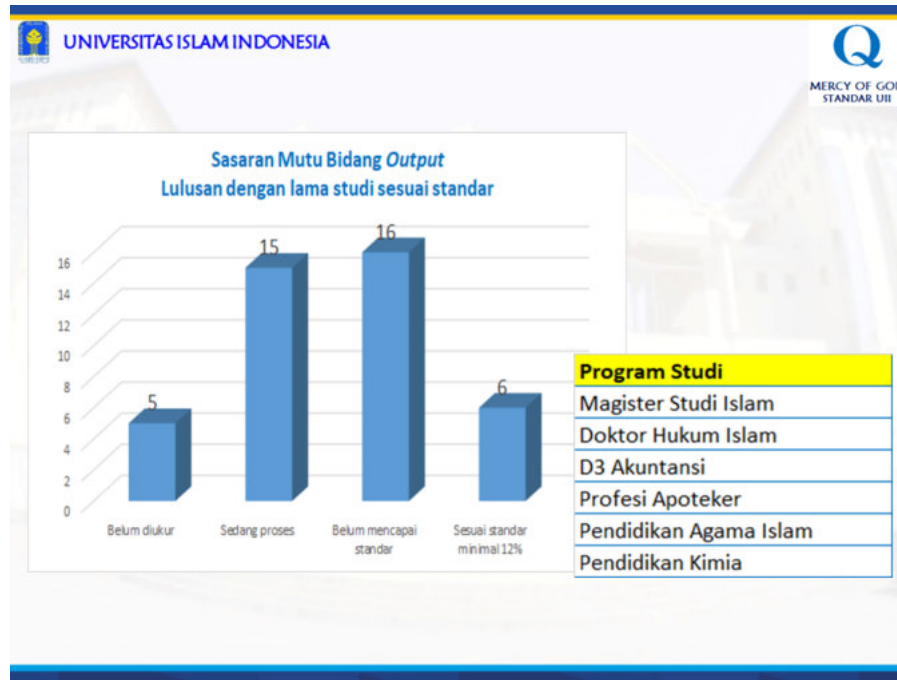 UNIVERSITAS ISLAM INDONESIA
Q
MERCY OF GO
STANDAR UII
Sasaran Mutu Bidang Output
Lulusan dengan lama studi sesuai standar
16
14
12
10
8
6
4
2
0
5
15
16
6
Belum diukur
Sedang proses
Belum mencapai
standar
Sesuai standar
minimal 12%
Program Studi
Magister Studi Islam
Doktor Hukum Islam
D3 Akuntansi
Profesi Apoteker
Pendidikan Agama Islam
Pendidikan Kimia